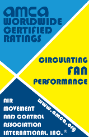 amca
WORLDWIDE
CERTIFIED
RATINGS
CIRCULATING
FAN
PERFORMANCE
www.amca.org
AIR
MOVEMENT
AND CONTROL
ASSOCIATION
INTERNATIONAL, INC.®